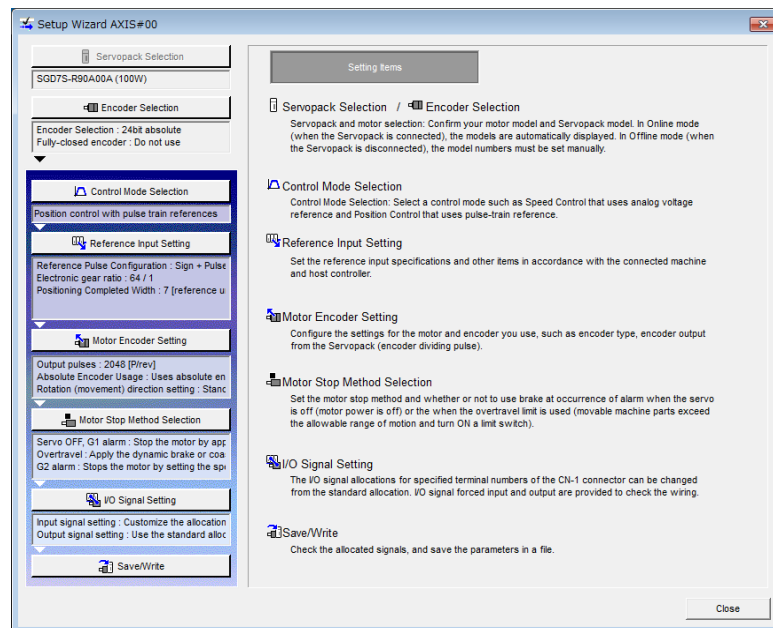 Setup Wizard AXIS#00
Servopack Selection
SGD7S-R90A00A (100W)
Encoder Selection
Encoder Selection : 24bit absolute
Fully-closed encoder : Do not use
Control Mode Selection
Position control with pulse train references
Reference Input Setting
Reference Pulse Configuration : Sign + Pulse
Electronic gear ratio : 64 / 1
Positioning Completed Width : 7 [reference u
Motor Encoder Setting
Output pulses : 2048 [P/rev]
Absolute Encoder Usage : Uses absolute en
Rotation (movement) direction setting : Stanc
Motor Stop Method Selection
Servo OFF, G1 alarm : Stop the motor by app
Overtravel : Apply the dynamic brake or coa
G2 alarm : Stops the motor by setting the spe
I/O Signal Setting
Input signal setting : Customize the allocation
Output signal setting : Use the standard alloc
Save/Write
Setting Items
Servopack Selection / Encoder Selection
Servopack and motor selection: Confirm your motor model and Servopack model. In Online mode
(when the Servopack is connected), the models are automatically displayed. In Offline mode (when
the Servopack is disconnected), the model numbers must be set manually.
Control Mode Selection
Control Mode Selection: Select a control mode such as Speed Control that uses analog voltage
reference and Position Control that uses pulse-train reference.
Reference Input Setting
Set the reference input specifications and other items in accordance with the connected machine
and host controller.
Motor Encoder Setting
Configure the settings for the motor and encoder you use, such as encoder type, encoder output
from the Servopack (encoder dividing pulse).
Motor Stop Method Selection
Set the motor stop method and whether or not to use brake at occurrence of alarm when the servo
is off (motor power is off) or the when the overtravel limit is used (movable machine parts exceed
the allowable range of motion and turn ON a limit switch).
I/O Signal Setting
The I/O signal allocations for specified terminal numbers of the CN-1 connector can be changed
from the standard allocation. I/O signal forced input and output are provided to check the wiring.
Save/Write
Check the allocated signals, and save the parameters in a file.
Close